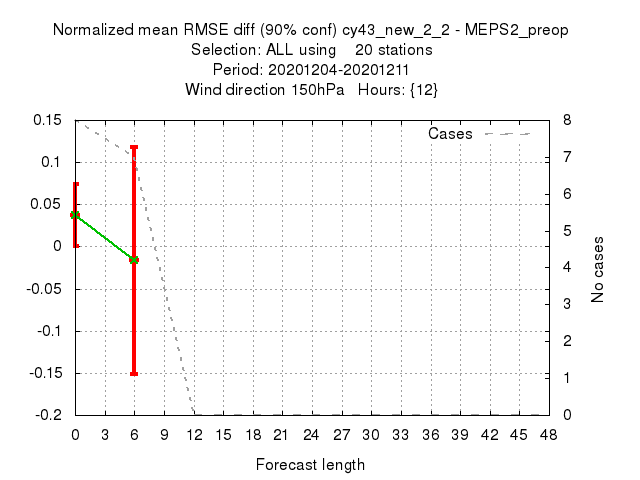 Normalized mean RMSE diff (90% conf) cy43_new_2_2 - MEPS2_preop
Selection: ALL using 20 stations
Period: 20201204-20201211
Wind direction 150hPa Hours: {12}
Cases
0.15
0.1
0.05
0
-0.05
-0.1
-0.15
-0.2
8
7
6
5
4
3
2
1
0
No cases
0 3 6 9 12 15 18 21 24 27 30 33 36 39 42 45 48
Forecast length